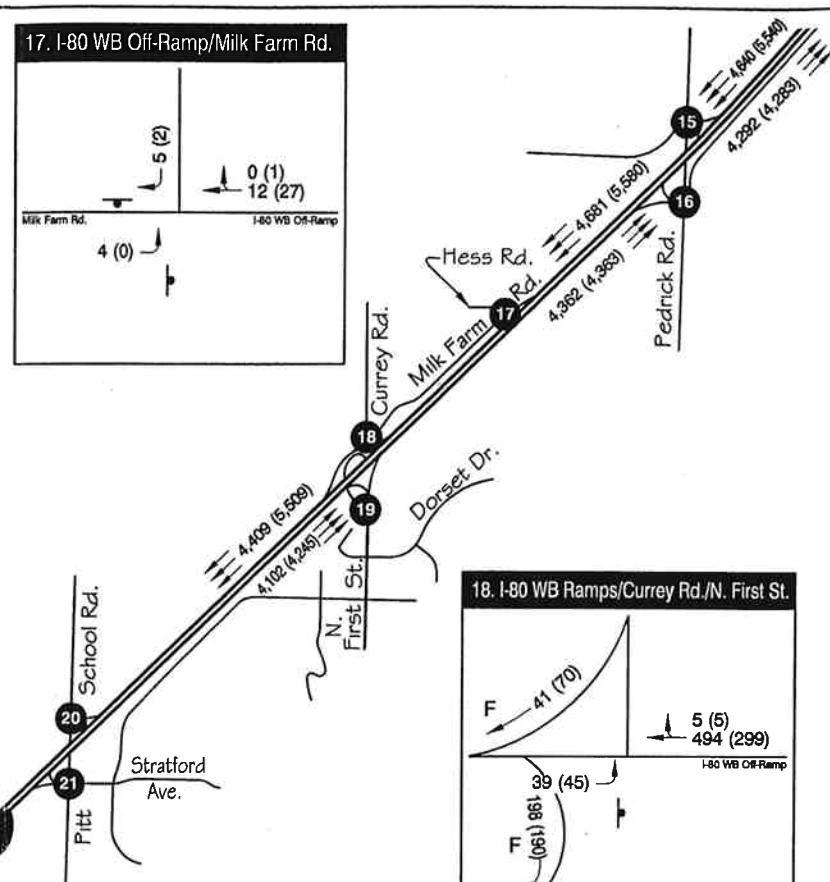 17. I-80 WB Off-Ramp/Milk Farm Rd.
5 (2)
0 (1)
12 (27)
Milk Farm Rd.
I-80 WB Off-Ramp
4 (0)
4,640 (5,540)
4,292 (4,283)
15
16
4,681 (5,580)
4,362 (4,363)
Pedrick Rd.
Hess Rd.
17
Milk Farm Rd.
Currey Rd.
18
19
Dorset Dr.
4,409 (5,509)
4,102 (4,245)
N. First St.
School Rd.
20
21
Stratford
Ave.
Pitt
18. I-80 WB Ramps/Currey Rd./N. First St.
F
41 (70)
5 (5)
494 (299)
I-80 WB Off-Ramp
39 (45)
198 (190)
F